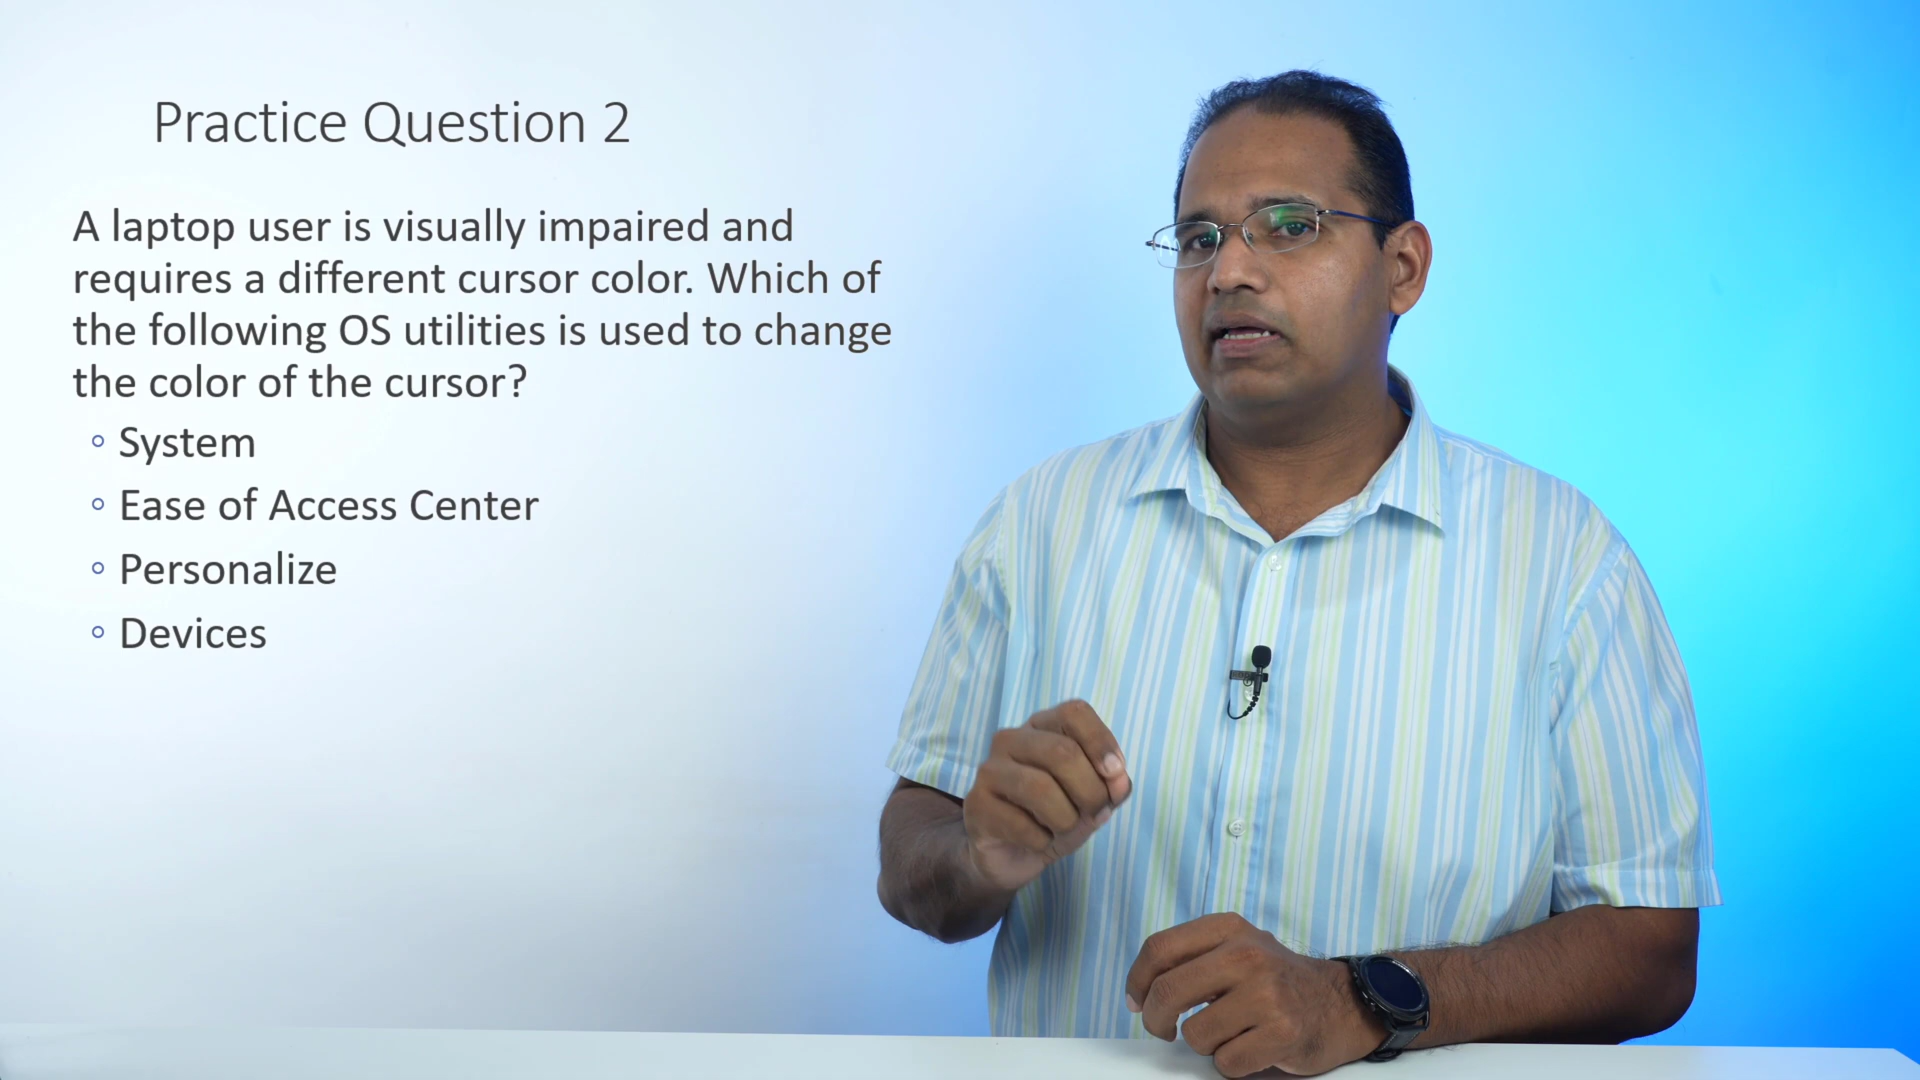 Practice Question 2
A laptop user is visually impaired and
requires a different cursor color. Which of
the following OS utilities is used to change
the color of the cursor?
System
Ease of Access Center
Personalize
Devices